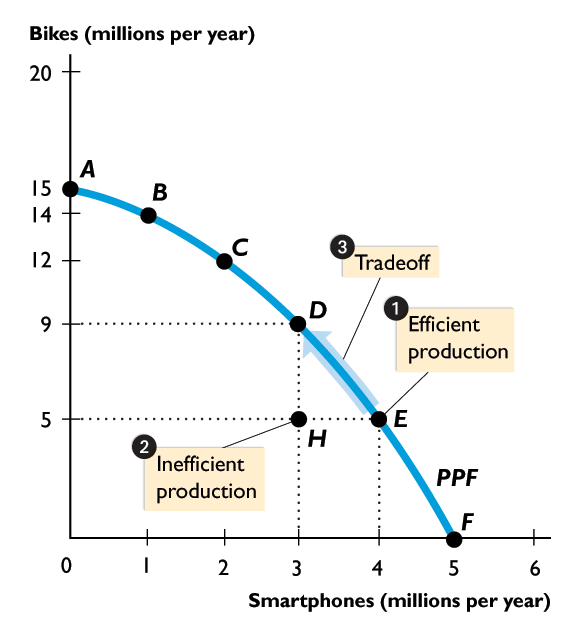 Bikes (millions per year)
20
A
15
B
14
C
12
3
Tradeoff
D
9
1
Efficient
production
5
E
H
2
Inefficient
production
PPF
F
0
1
2
3
4
5
6
Smartphones (millions per year)